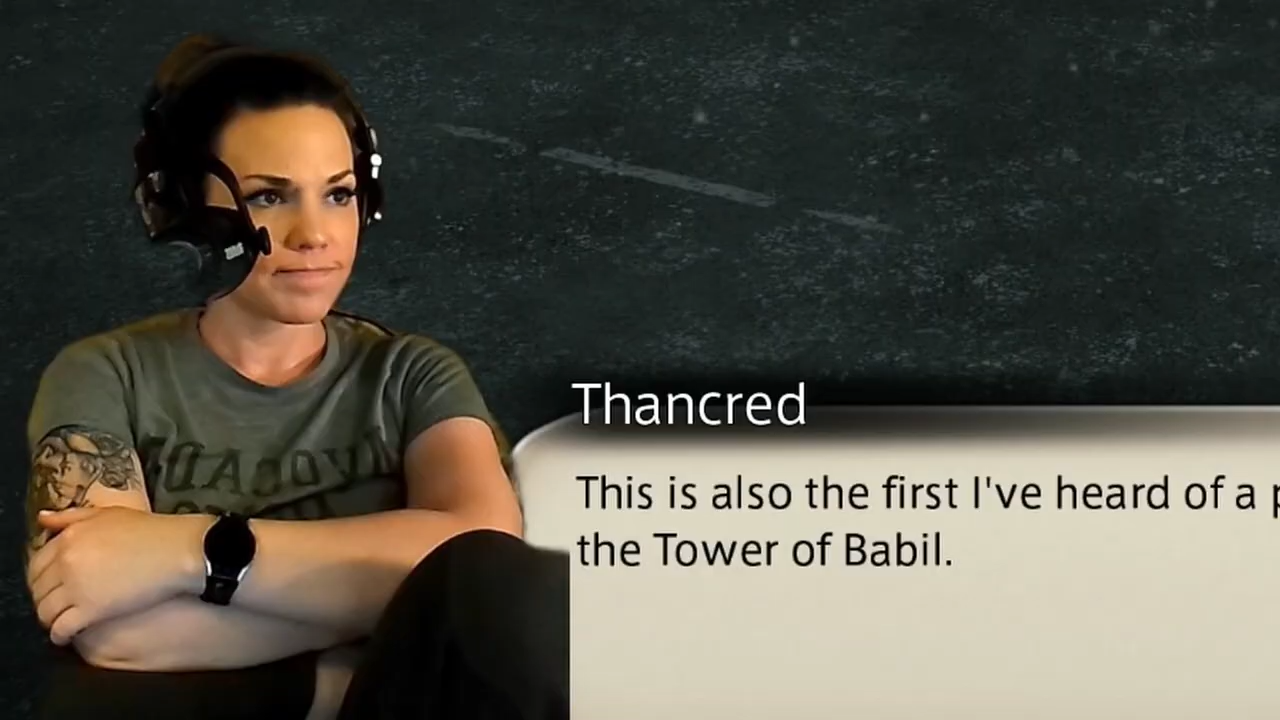 Thancred
This is also the first I've heard of a p
the Tower of Babil.